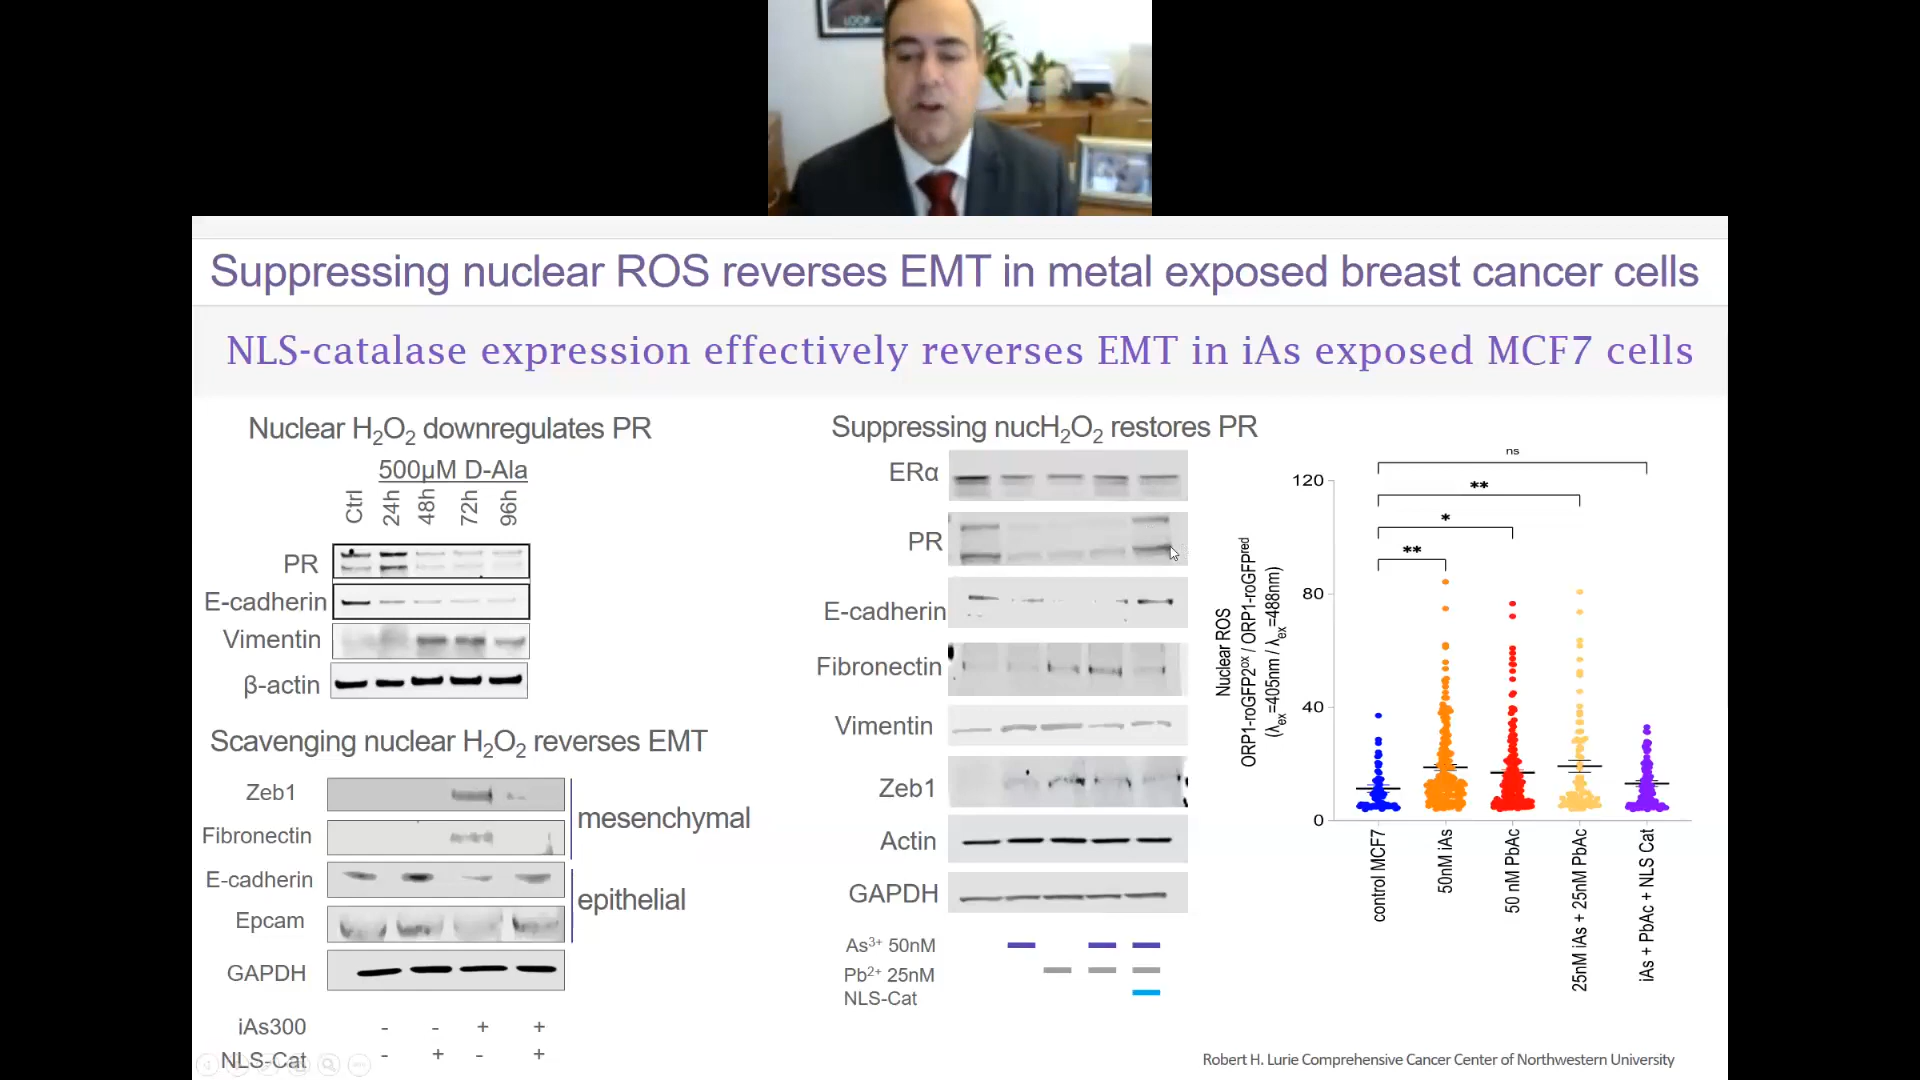 LOOP
Suppressing nuclear ROS reverses EMT in metal exposed breast cancer cells
NLS-catalase expression effectively reverses EMT in iAs exposed MCF7 cells
Nuclear H₂O₂ downregulates PR
500µM D-Ala
Ctrl 24h 48h 72h 96h
PR
E-cadherin
Vimentin
β-actin
Scavenging nuclear H₂O₂ reverses EMT
Zeb1
Fibronectin
mesenchymal
E-cadherin
Epcam
epithelial
GAPDH
iAs300 - - + +
NLS-Cat - + - +
Suppressing nucH₂O₂ restores PR
ERα
PR
E-cadherin
Fibronectin
Vimentin
Zeb1
Actin
GAPDH
As³⁺ 50nM
Pb²⁺ 25nM
NLS-Cat
ns
**
*
**
120
80
40
0
Nuclear ROS
ORP1-roGFP2ᵒˣ / ORP1-roGFPʳᵉᵈ
(λex=405nm / λex=488nm)
control MCF7
50nM iAs
50 nM PbAc
25nM iAs + 25nM PbAc
iAs + PbAc + NLS Cat
Robert H. Lurie Comprehensive Cancer Center of Northwestern University